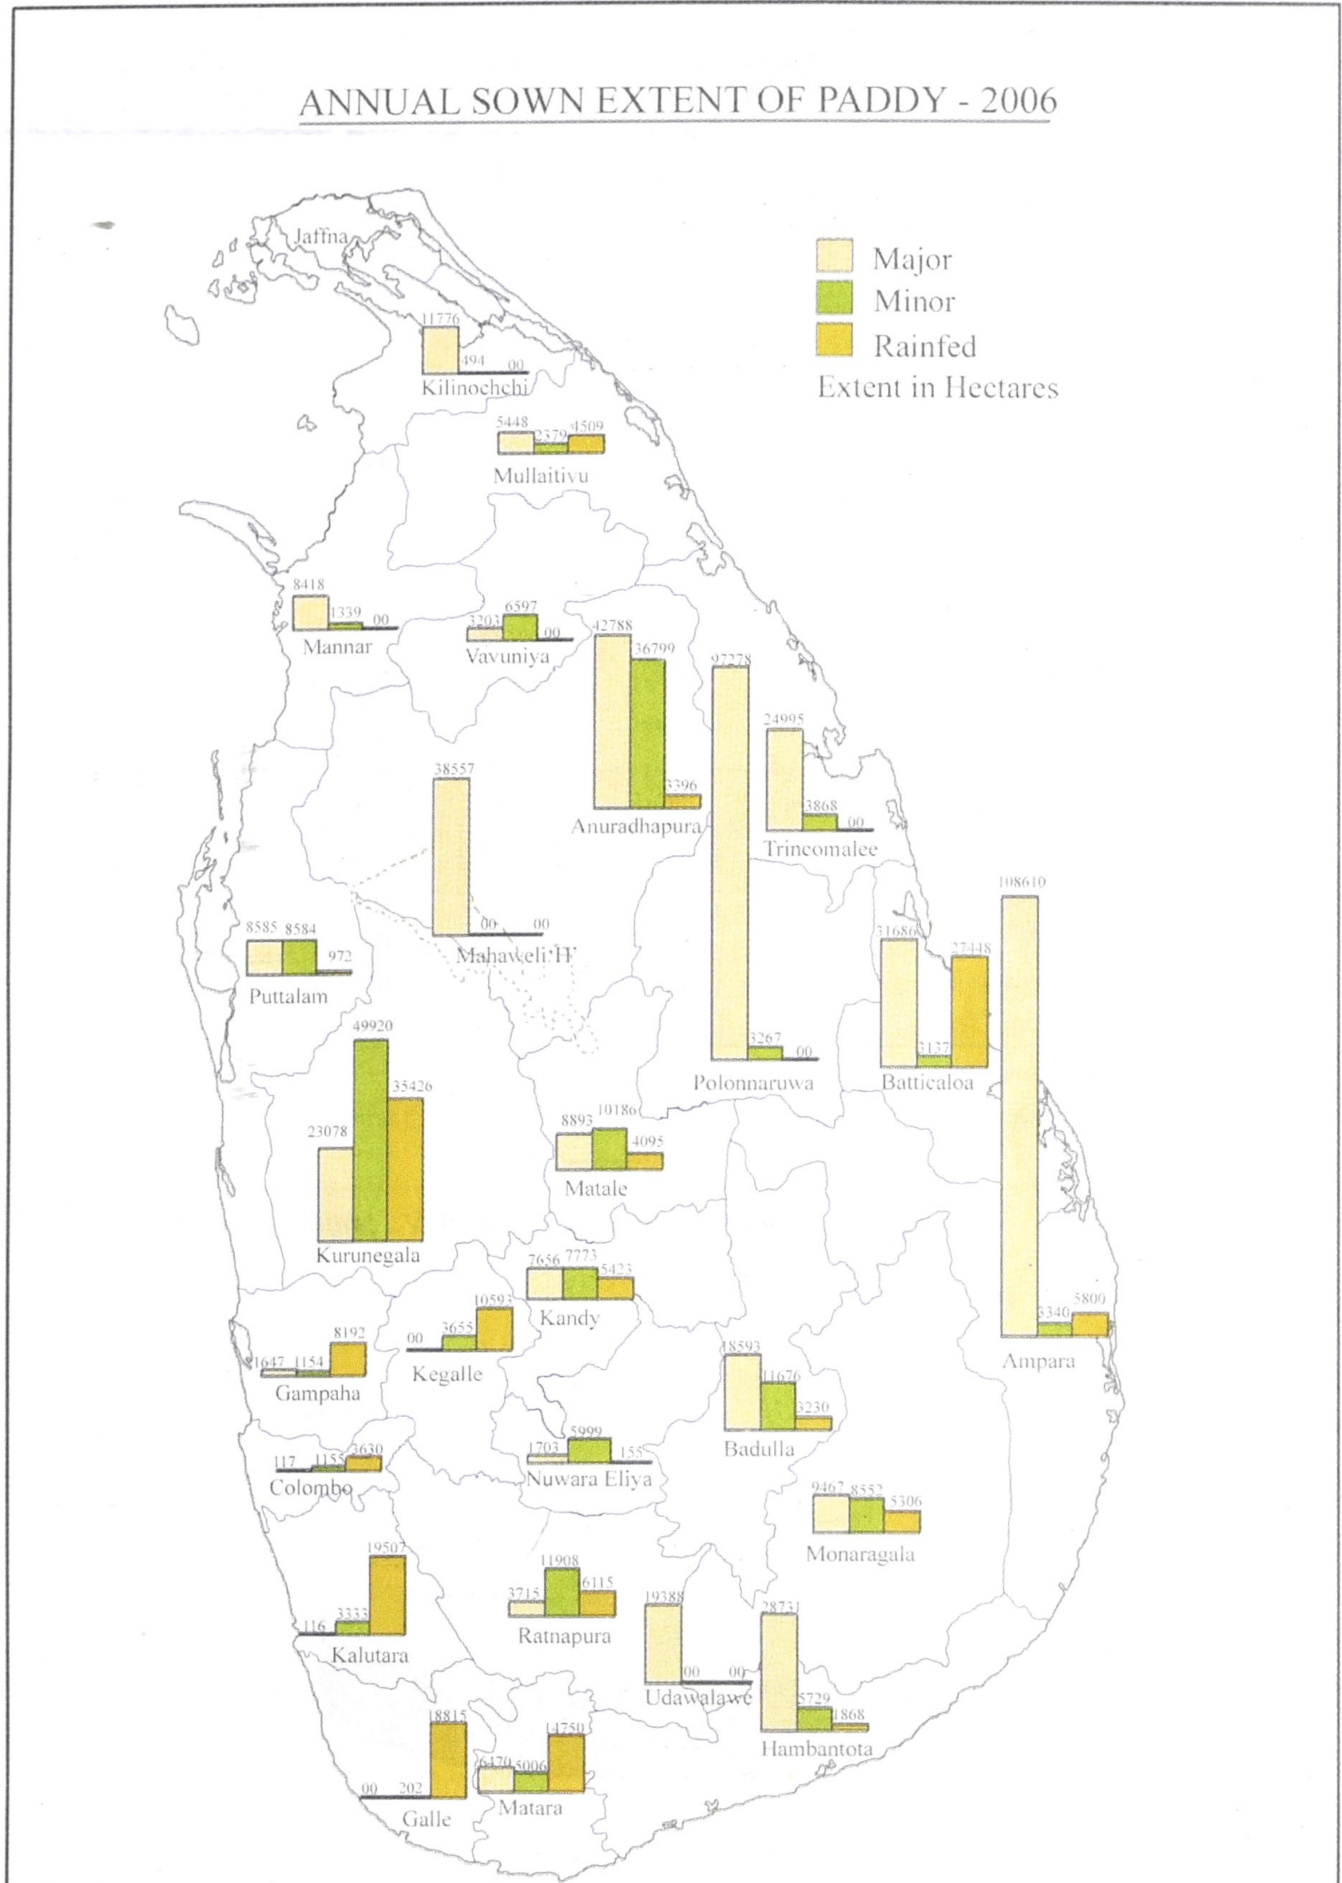 ANNUAL SOWN EXTENT OF PADDY - 2006
Jaffna
Major
Minor
Rainfed
Extent in Hectares
11776
494 00
Kilinochchi
5448 2379 4509
Mullaitivu
8418 1339 00
Mannar
3203 6597 00
Vavuniya
42788 36799 3396
Anuradhapura
97278 3267 00
Polonnaruwa
24995 3868 00
Trincomalee
38557 00 00
Mahaweli 'H'
8585 8584 972
Puttalam
31686 3137 27448
Batticaloa
108610 3340 5800
Ampara
23078 49920 35426
Kurunegala
8893 10186 4095
Matale
7656 7773 5423
Kandy
00 3655 10593
Kegalle
1647 1154 8192
Gampaha
18593 11676 3230
Badulla
117 1155 3630
Colombo
1703 5999 155
Nuwara Eliya
9467 8552 5306
Monaragala
116 3333 19507
Kalutara
3715 11908 6115
Ratnapura
19388 00 00
Udawalawe
28731 5729 1868
Hambantota
00 202 18815
Galle
6470 5006 14750
Matara